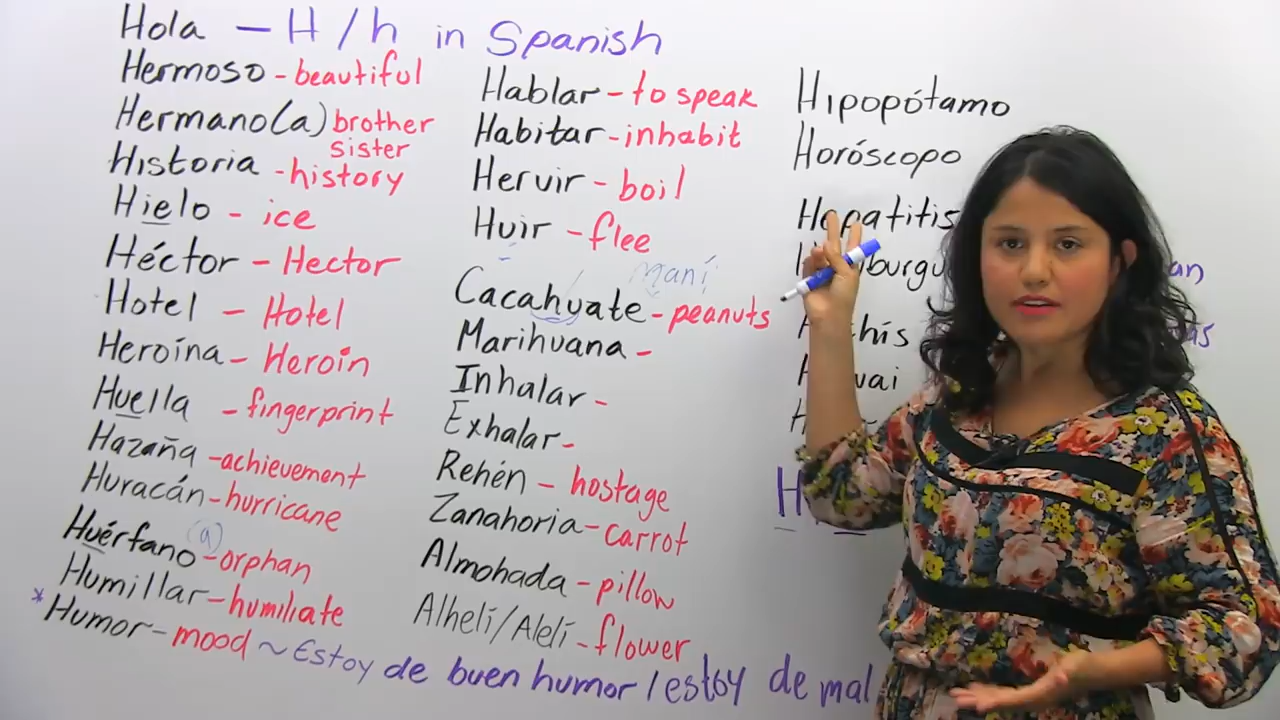 Hola – H/h in Spanish
Hermoso - beautiful
Hermano(a) brother
sister
Historia - history
Hielo - ice
Héctor - Hector
Hotel - Hotel
Heroína - Heroin
Huella - fingerprint
Hazaña - achievement
Huracán - hurricane
Huérfano (a) - orphan
Humillar - humiliate
* Humor - mood ~ Estoy de buen humor / estoy de mal
Hablar - to speak
Habitar - inhabit
Hervir - boil
Huir - flee
maní
Cacahuate - peanuts
Marihuana -
Inhalar -
Exhalar -
Rehén - hostage
Zanahoria - carrot
Almohada - pillow
Alhelí/Alelí - flower
Hipopótamo
Horóscopo
Hepatitis